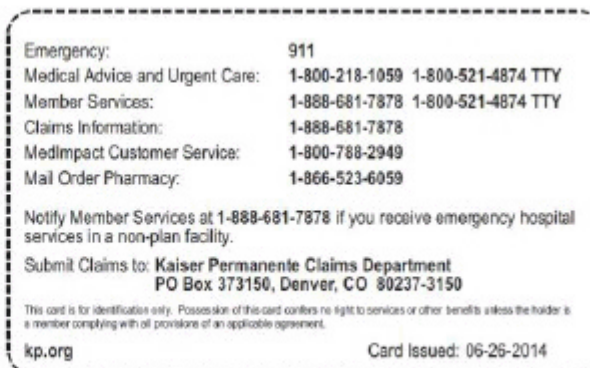 Emergency: 911
Medical Advice and Urgent Care: 1-800-218-1059 1-800-521-4874 TTY
Member Services: 1-888-681-7878 1-800-521-4874 TTY
Claims Information: 1-888-681-7878
MedImpact Customer Service: 1-800-788-2949
Mail Order Pharmacy: 1-866-523-6059
Notify Member Services at 1-888-681-7878 if you receive emergency hospital
services in a non-plan facility.
Submit Claims to: Kaiser Permanente Claims Department
PO Box 373150, Denver, CO 80237-3150
This card is for identification only. Possession of this card confers no right to services or other benefits unless the holder is
a member complying with all provisions of an applicable agreement.
kp.org Card Issued: 06-26-2014